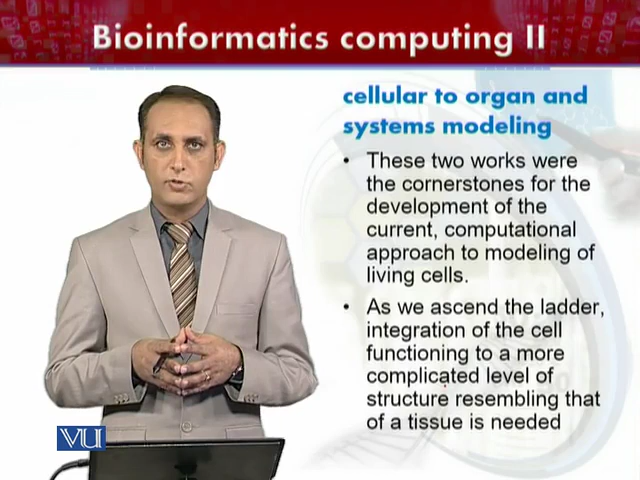 Bioinformatics computing II
cellular to organ and
systems modeling
• These two works were
the cornerstones for the
development of the
current, computational
approach to modeling of
living cells.
• As we ascend the ladder,
integration of the cell
functioning to a more
complicated level of
structure resembling that
of a tissue is needed
VU